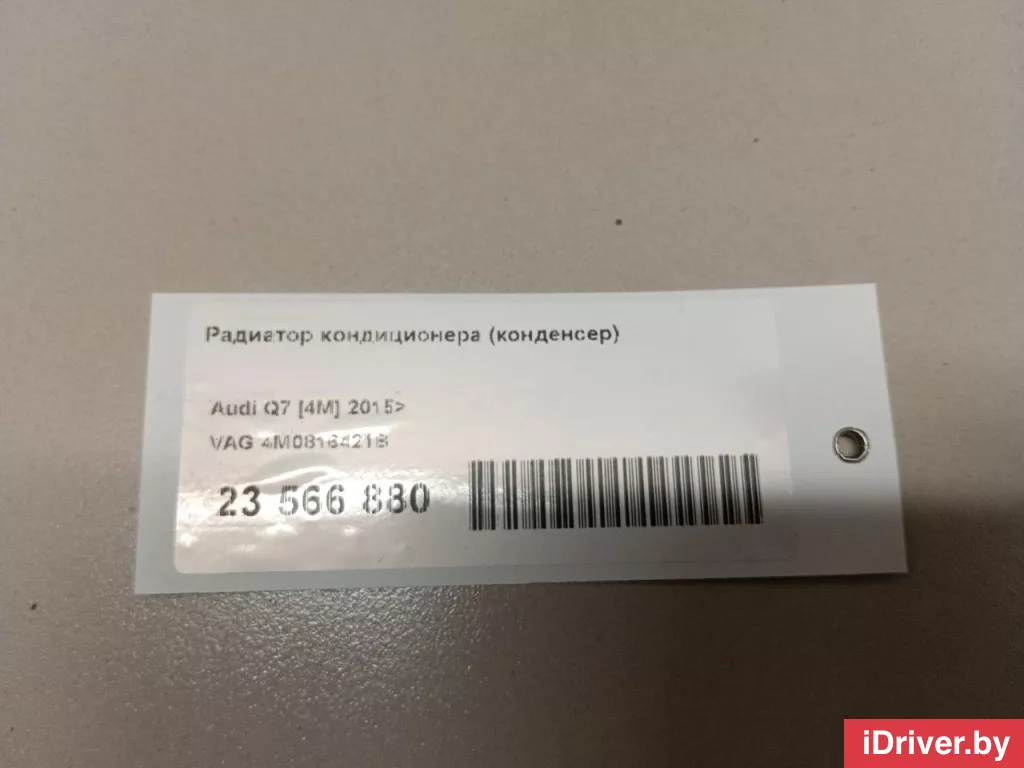 Радиатор кондиционера (конденсер)
Audi Q7 [4M] 2015>
VAG 4M0816421B
23 566 880
iDriver.by